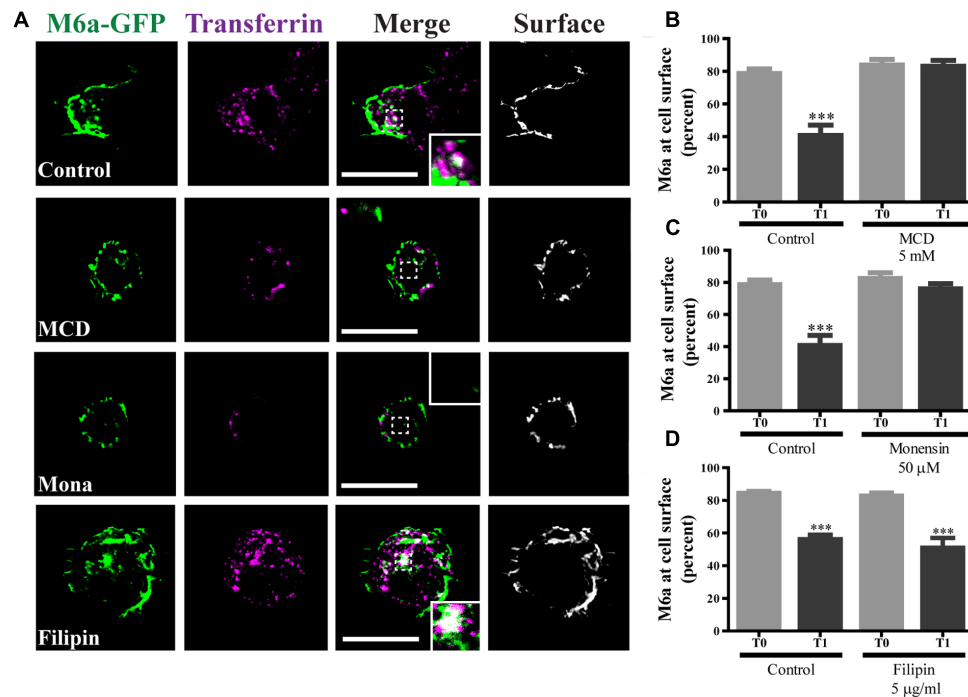 A
M6a-GFP Transferrin Merge Surface
Control
MCD
Mona
Filipin
B
M6a at cell surface
(percent)
100
80
60
40
20
0
***
T0 T1 T0 T1
Control MCD
5 mM
C
M6a at cell surface
(percent)
100
80
60
40
20
0
***
T0 T1 T0 T1
Control Monensin
50 µM
D
M6a at cell surface
(percent)
100
80
60
40
20
0
*** ***
T0 T1 T0 T1
Control Filipin
5 µg/ml